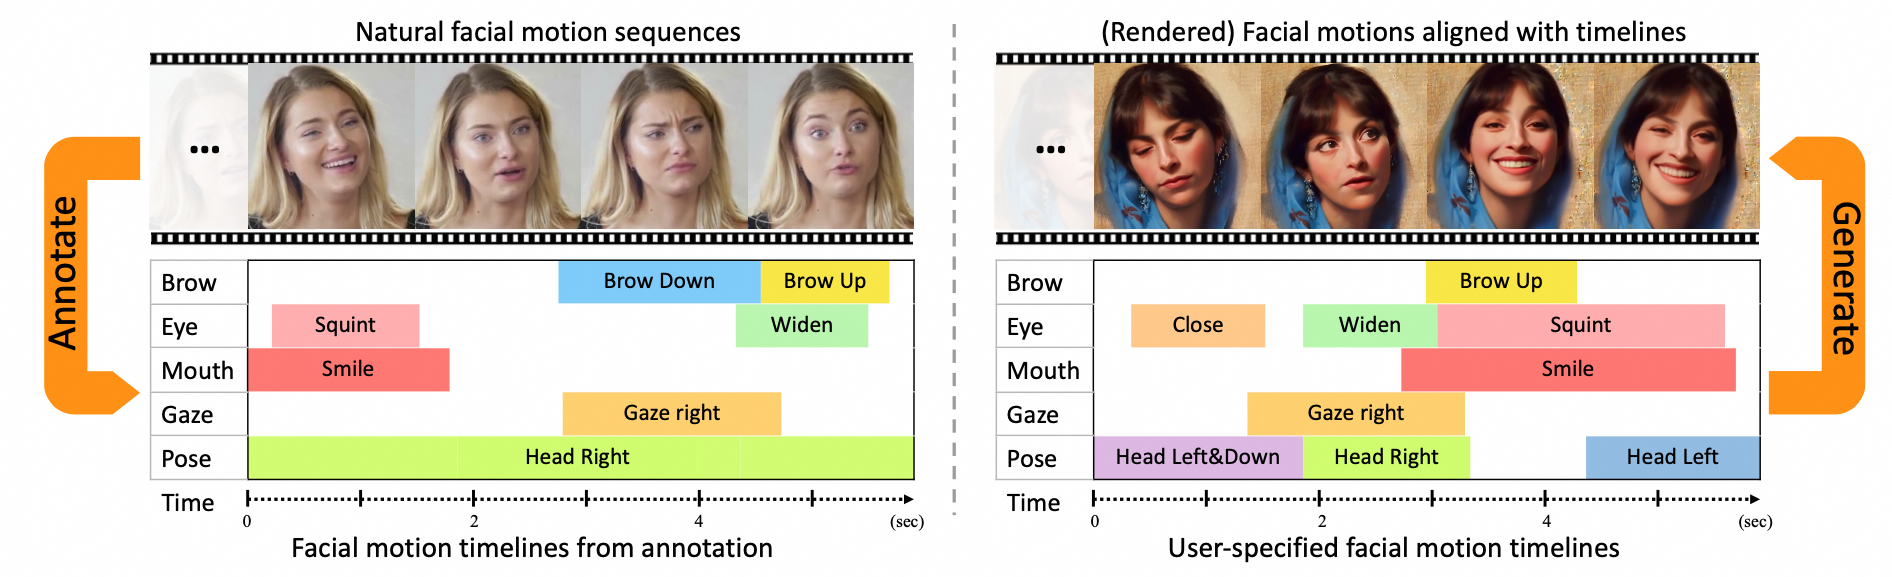 Natural facial motion sequences
...
Annotate
Brow
Brow Down
Brow Up
Eye
Squint
Widen
Mouth
Smile
Gaze
Gaze right
Pose
Head Right
Time
0
2
4
(sec)
Facial motion timelines from annotation
(Rendered) Facial motions aligned with timelines
...
Generate
Brow
Brow Up
Eye
Close
Widen
Squint
Mouth
Smile
Gaze
Gaze right
Pose
Head Left&Down
Head Right
Head Left
Time
0
2
4
(sec)
User-specified facial motion timelines